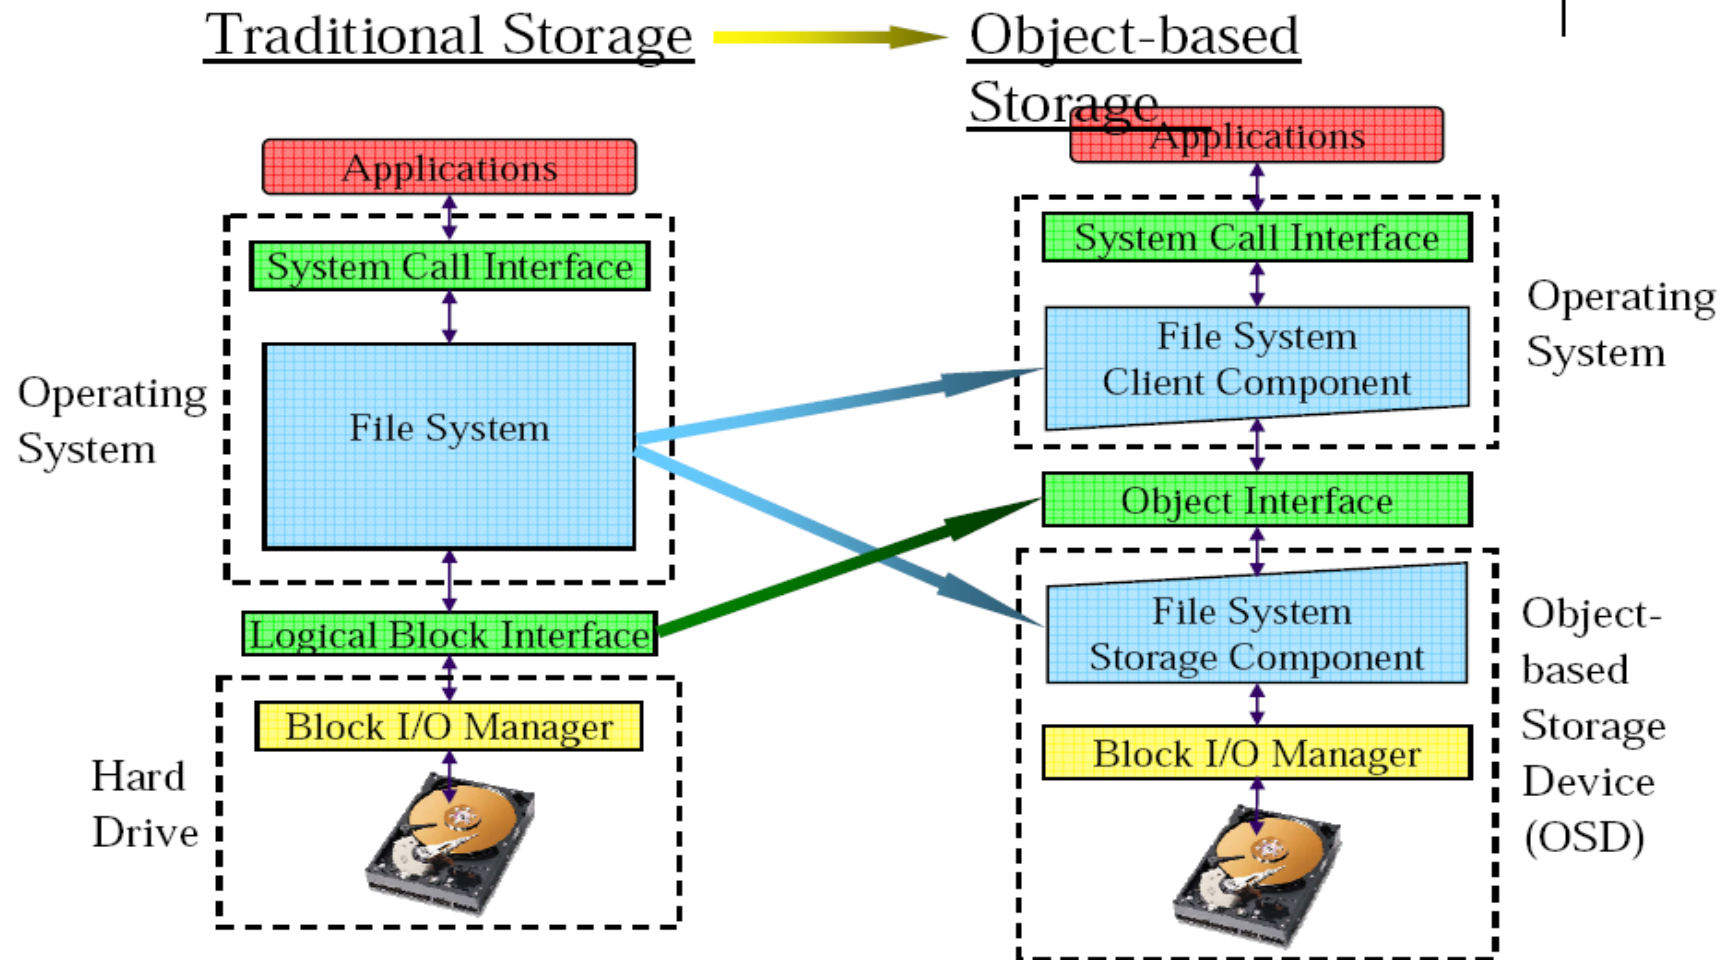 Traditional Storage
Object-based
Storage
Applications
System Call Interface
File System
Operating
System
Logical Block Interface
Block I/O Manager
Hard
Drive
Applications
System Call Interface
File System
Client Component
Operating
System
Object Interface
File System
Storage Component
Block I/O Manager
Object-
based
Storage
Device
(OSD)